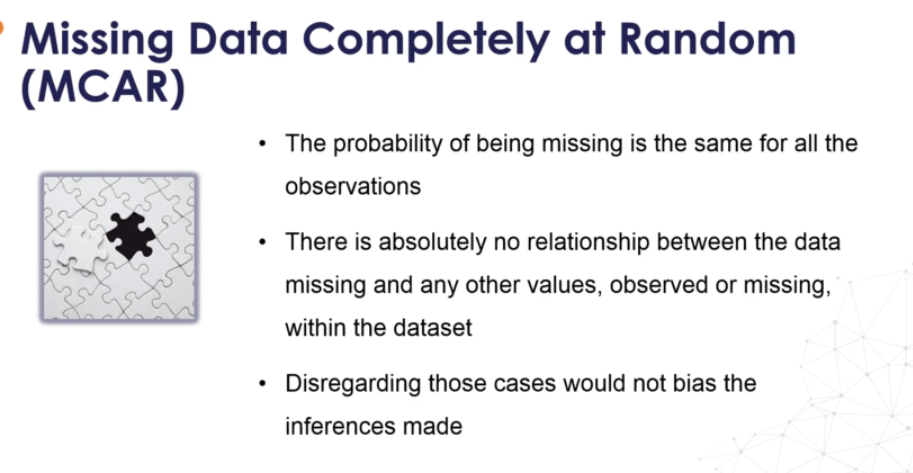 Missing Data Completely at Random
(MCAR)
• The probability of being missing is the same for all the
observations
• There is absolutely no relationship between the data
missing and any other values, observed or missing,
within the dataset
• Disregarding those cases would not bias the
inferences made